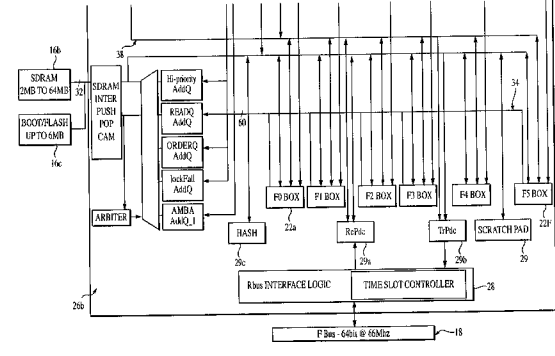 16b
38
SDRAM
2MB TO 64MB
32
SDRAM
INTER
PUSH
POP
CAM
Hi-priority
AddQ
34
READQ
AddQ
60
BOOT/FLASH
UP TO 6MB
16c
ORDERQ
AddQ
lockFail
AddQ
F0 BOX
F1 BOX
F2 BOX
F3 BOX
F4 BOX
F5 BOX
22a
22f
ARBITER
AMBA
AddQ_1
HASH
29c
RcPdc
29a
TrPdc
29b
SCRATCH PAD
29
Rbus INTERFACE LOGIC
TIME SLOT CONTROLLER
28
26b
F Bus - 64bits @ 66Mhz
18